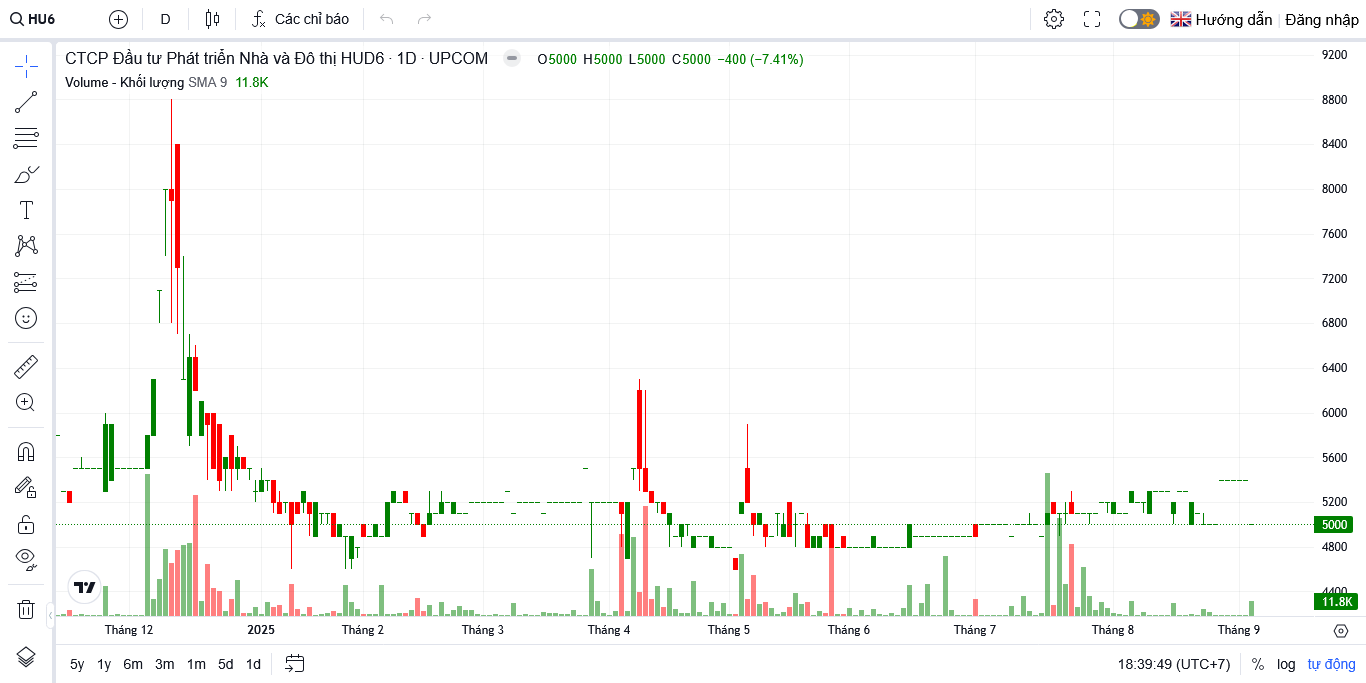 HU6 D Các chỉ báo Hướng dẫn Đăng nhập
CTCP Đầu tư Phát triển Nhà và Đô thị HUD6 · 1D · UPCOM O5000 H5000 L5000 C5000 −400 (−7.41%)
Volume - Khối lượng SMA 9 11.8K
9200
8800
8400
8000
7600
7200
6800
6400
6000
5600
5200
5000
4800
4400
11.8K
Tháng 12 2025 Tháng 2 Tháng 3 Tháng 4 Tháng 5 Tháng 6 Tháng 7 Tháng 8 Tháng 9
5y 1y 6m 3m 1m 5d 1d 18:39:49 (UTC+7) % log tự động